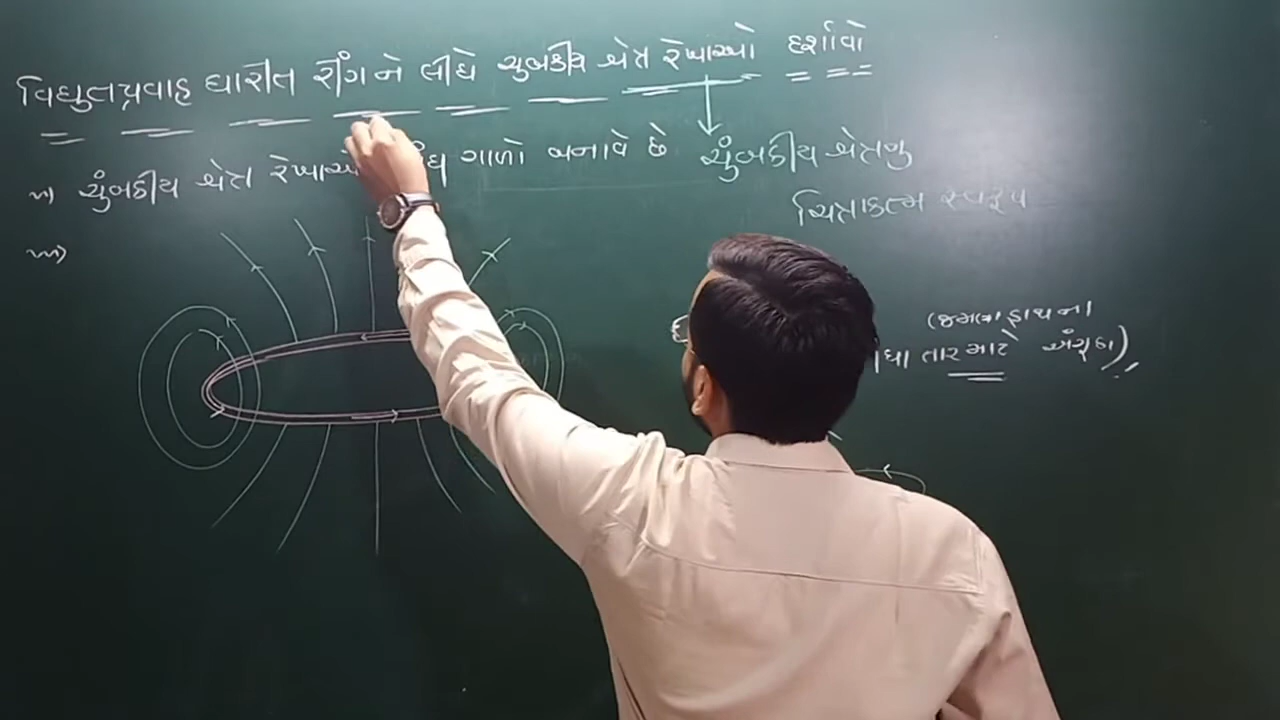 વિદ્યુતપ્રવાહ ધારીત રીંગને લીધે ચુબકીય ક્ષેત્ર રેખાઓ દર્શાવો
ચુંબકીય ક્ષેત્ર ગાળો બનાવે છે
ચુંબકીય ક્ષેત્રનુ
ચિત્રાત્મક સ્વરૂપ
(જમણા હાથના
તાર માટે અંગૂઠા)